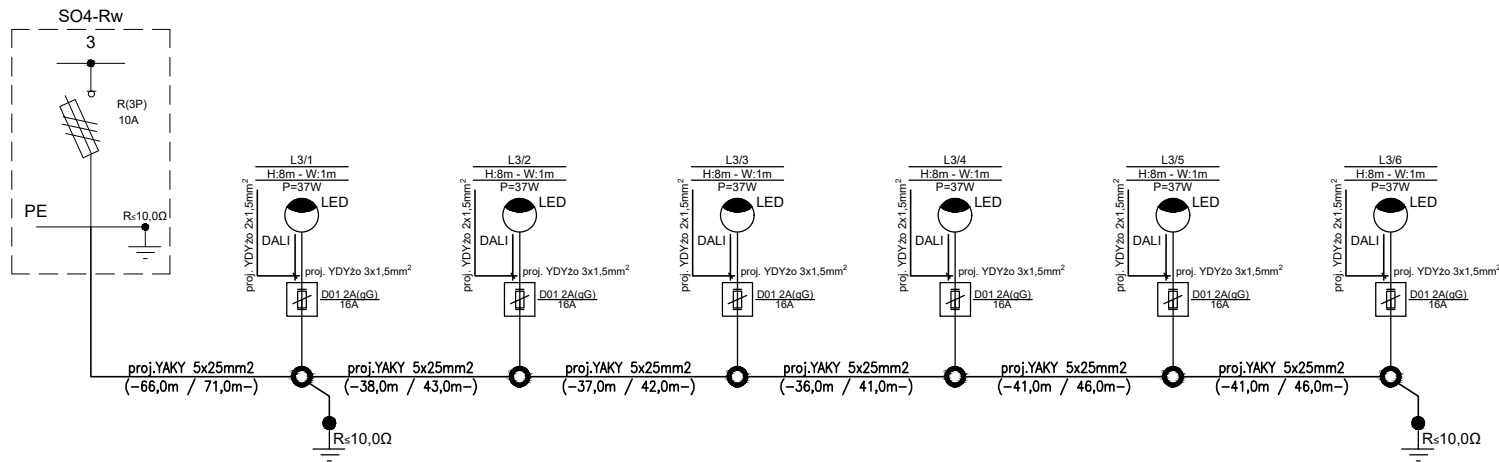 SO4-Rw
3
R(3P)
10A
PE
R≤10,0Ω
L3/1
H:8m - W:1m
P=37W
LED
DALI
proj. YDYżo 2x1,5mm²
proj. YDYżo 3x1,5mm²
D01 2A(gG)
16A
L3/2
H:8m - W:1m
P=37W
LED
DALI
proj. YDYżo 2x1,5mm²
proj. YDYżo 3x1,5mm²
D01 2A(gG)
16A
L3/3
H:8m - W:1m
P=37W
LED
DALI
proj. YDYżo 2x1,5mm²
proj. YDYżo 3x1,5mm²
D01 2A(gG)
16A
L3/4
H:8m - W:1m
P=37W
LED
DALI
proj. YDYżo 2x1,5mm²
proj. YDYżo 3x1,5mm²
D01 2A(gG)
16A
L3/5
H:8m - W:1m
P=37W
LED
DALI
proj. YDYżo 2x1,5mm²
proj. YDYżo 3x1,5mm²
D01 2A(gG)
16A
L3/6
H:8m - W:1m
P=37W
LED
DALI
proj. YDYżo 2x1,5mm²
proj. YDYżo 3x1,5mm²
D01 2A(gG)
16A
proj.YAKY 5x25mm2
(-66,0m / 71,0m-)
proj.YAKY 5x25mm2
(-38,0m / 43,0m-)
proj.YAKY 5x25mm2
(-37,0m / 42,0m-)
proj.YAKY 5x25mm2
(-36,0m / 41,0m-)
proj.YAKY 5x25mm2
(-41,0m / 46,0m-)
proj.YAKY 5x25mm2
(-41,0m / 46,0m-)
R≤10,0Ω
R≤10,0Ω